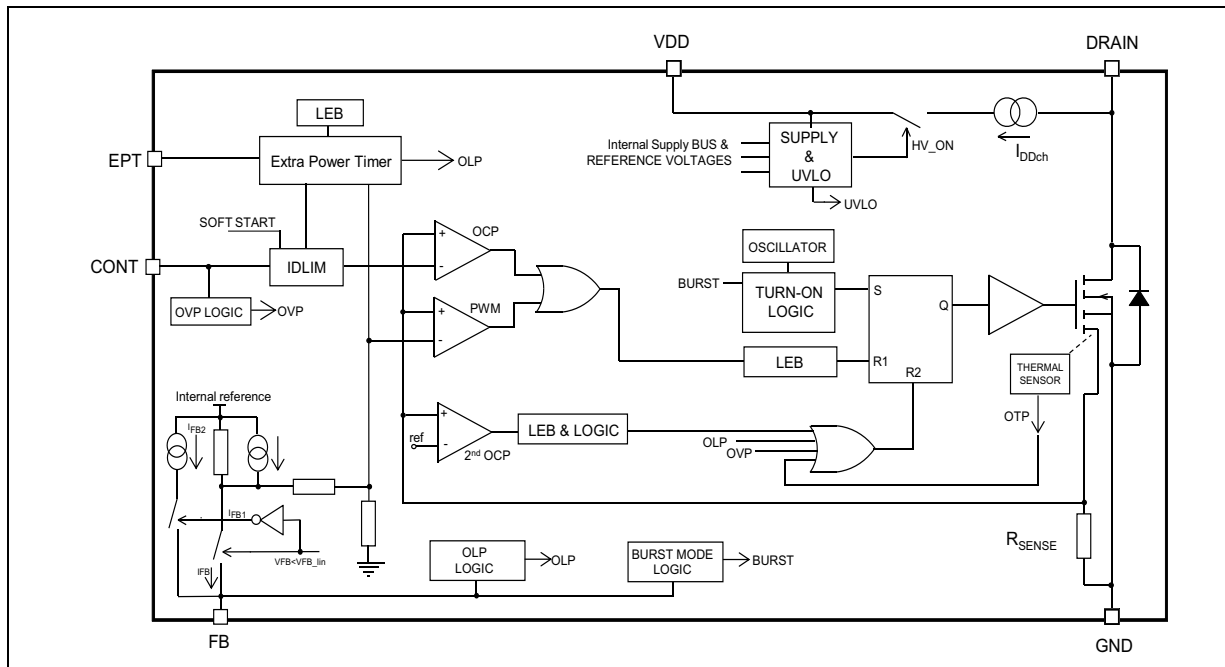 VDD
DRAIN
LEB
EPT
Extra Power Timer
OLP
Internal Supply BUS &
REFERENCE VOLTAGES
SUPPLY
&
UVLO
HV_ON
IDDch
UVLO
SOFT START
CONT
IDLIM
+
OCP
-
OVP LOGIC
OVP
+
PWM
-
OSCILLATOR
BURST
TURN-ON
LOGIC
S
Q
R1
R2
LEB
THERMAL
SENSOR
OTP
Internal reference
IFB2
+
ref
-
2nd OCP
LEB & LOGIC
OLP
OVP
IFB1
VFB<VFB_lin
IFB
RSENSE
OLP
LOGIC
OLP
BURST MODE
LOGIC
BURST
FB
GND